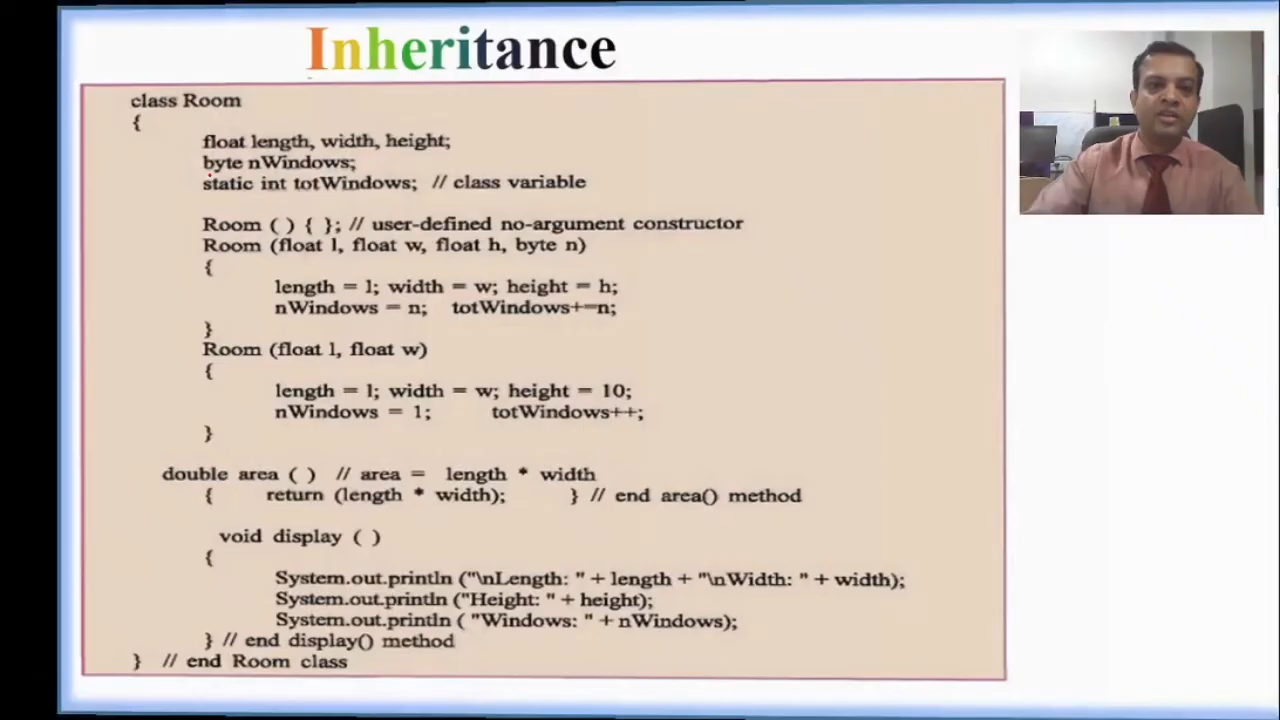 Inheritance
class Room
{
float length, width, height;
byte nWindows;
static int totWindows; // class variable
Room ( ) { }; // user-defined no-argument constructor
Room (float l, float w, float h, byte n)
{
length = l; width = w; height = h;
nWindows = n; totWindows+=n;
}
Room (float l, float w)
{
length = l; width = w; height = 10;
nWindows = 1; totWindows++;
}
double area ( ) // area = length * width
{ return (length * width); } // end area() method
void display ( )
{
System.out.println ("\nLength: " + length + "\nWidth: " + width);
System.out.println ("Height: " + height);
System.out.println ( "Windows: " + nWindows);
} // end display() method
} // end Room class